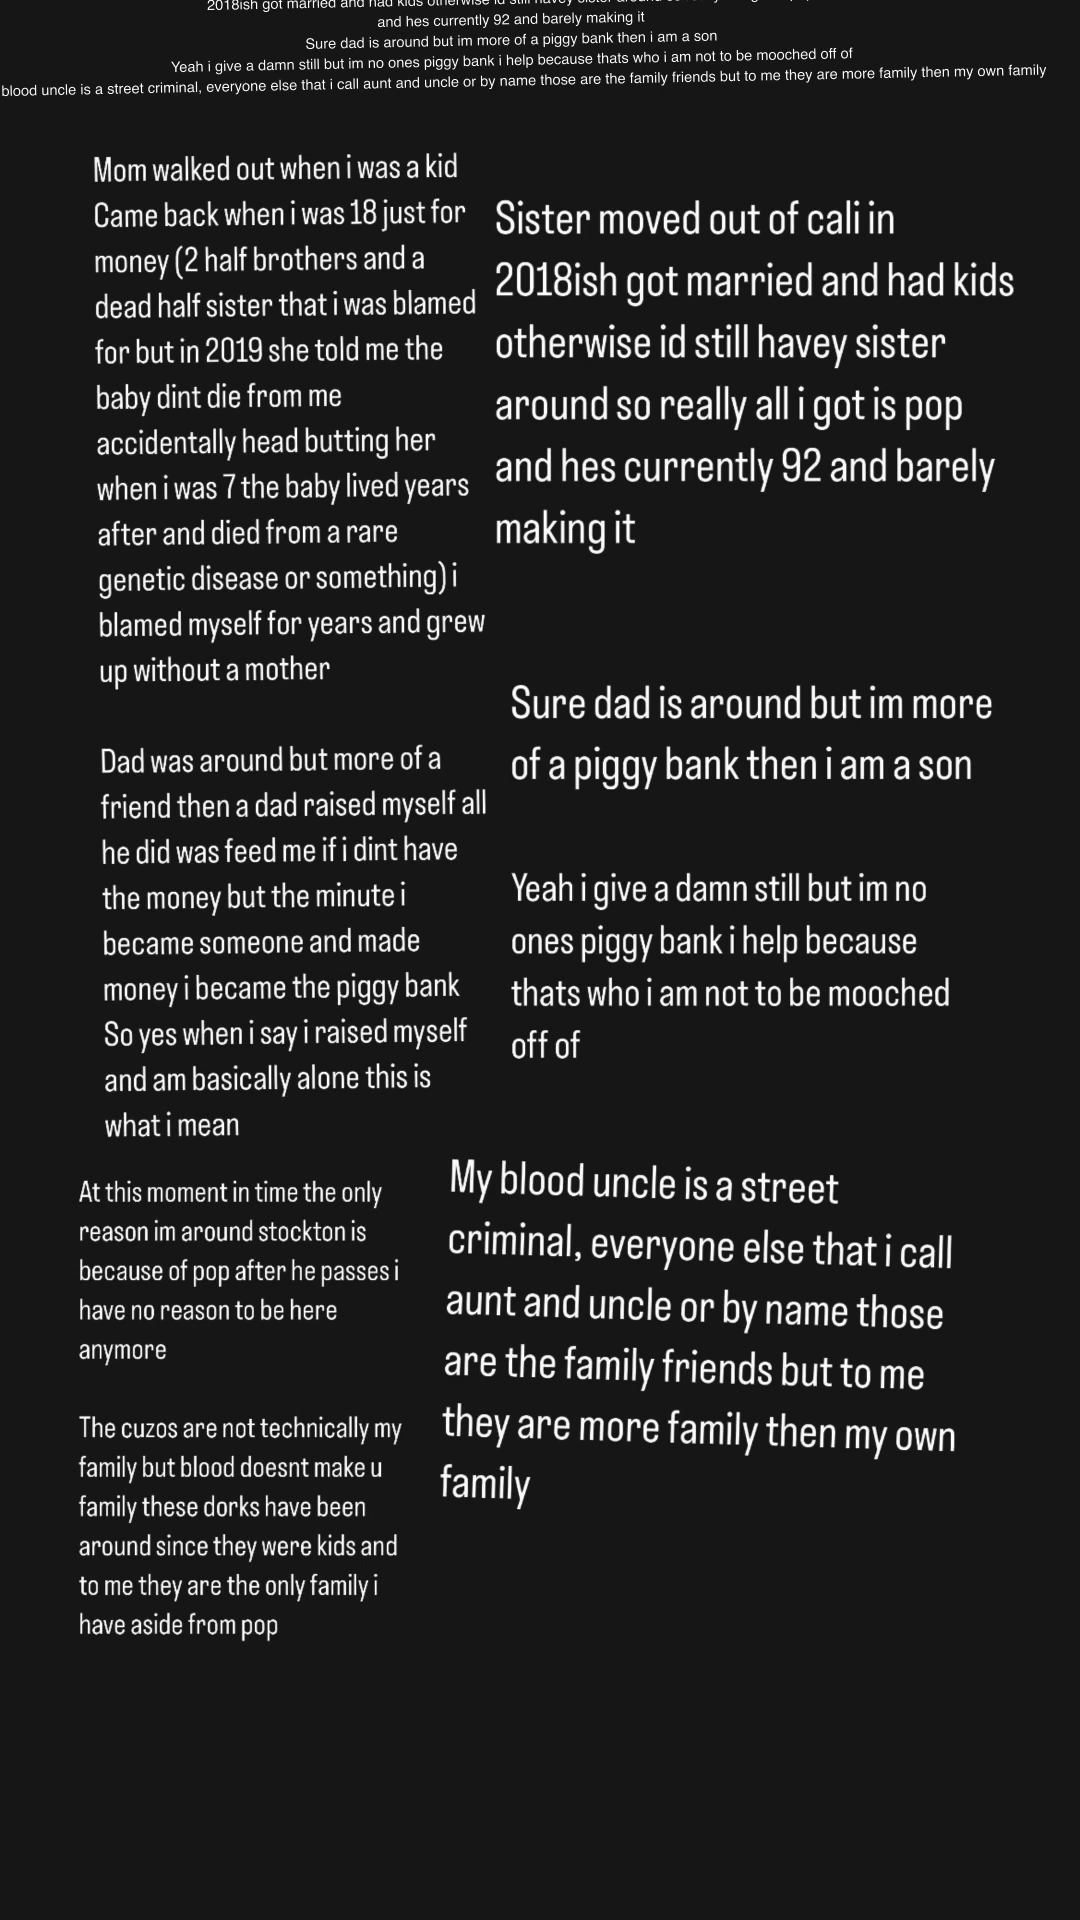 and hes currently 92 and barely making it
Sure dad is around but im more of a piggy bank then i am a son
Yeah i give a damn still but im no ones piggy bank i help because thats who i am not to be mooched off of
blood uncle is a street criminal, everyone else that i call aunt and uncle or by name those are the family friends but to me they are more family then my own family
Mom walked out when i was a kid
Came back when i was 18 just for
money (2 half brothers and a
dead half sister that i was blamed
for but in 2019 she told me the
baby dint die from me
accidentally head butting her
when i was 7 the baby lived years
after and died from a rare
genetic disease or something) i
blamed myself for years and grew
up without a mother
Dad was around but more of a
friend then a dad raised myself all
he did was feed me if i dint have
the money but the minute i
became someone and made
money i became the piggy bank
So yes when i say i raised myself
and am basically alone this is
what i mean
At this moment in time the only
reason im around stockton is
because of pop after he passes i
have no reason to be here
anymore
The cuzos are not technically my
family but blood doesnt make u
family these dorks have been
around since they were kids and
to me they are the only family i
have aside from pop
Sister moved out of cali in
2018ish got married and had kids
otherwise id still havey sister
around so really all i got is pop
and hes currently 92 and barely
making it
Sure dad is around but im more
of a piggy bank then i am a son
Yeah i give a damn still but im no
ones piggy bank i help because
thats who i am not to be mooched
off of
My blood uncle is a street
criminal, everyone else that i call
aunt and uncle or by name those
are the family friends but to me
they are more family then my own
family